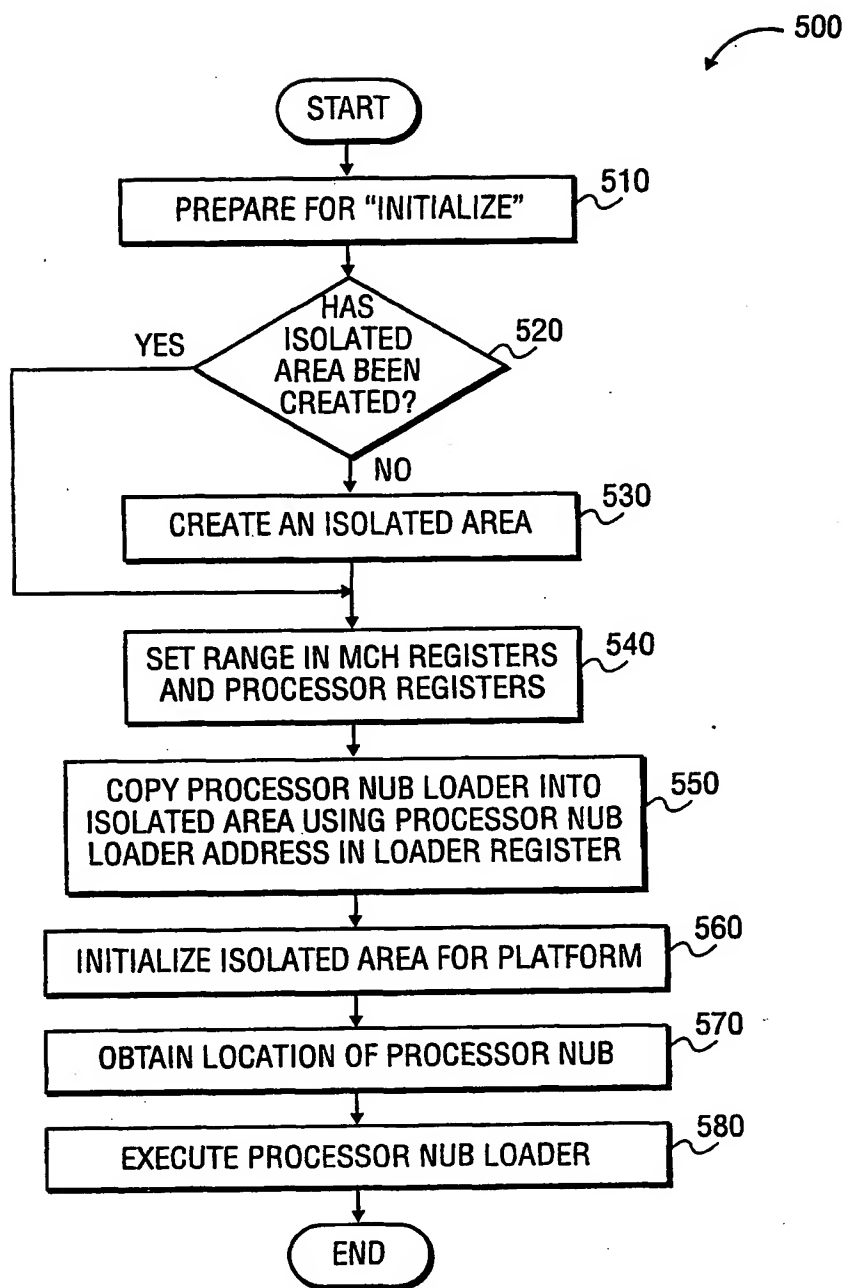 500
START
PREPARE FOR “INITIALIZE”
510
HAS
ISOLATED
AREA BEEN
CREATED?
520
YES
NO
CREATE AN ISOLATED AREA
530
SET RANGE IN MCH REGISTERS
AND PROCESSOR REGISTERS
540
COPY PROCESSOR NUB LOADER INTO
ISOLATED AREA USING PROCESSOR NUB
LOADER ADDRESS IN LOADER REGISTER
550
INITIALIZE ISOLATED AREA FOR PLATFORM
560
OBTAIN LOCATION OF PROCESSOR NUB
570
EXECUTE PROCESSOR NUB LOADER
580
END